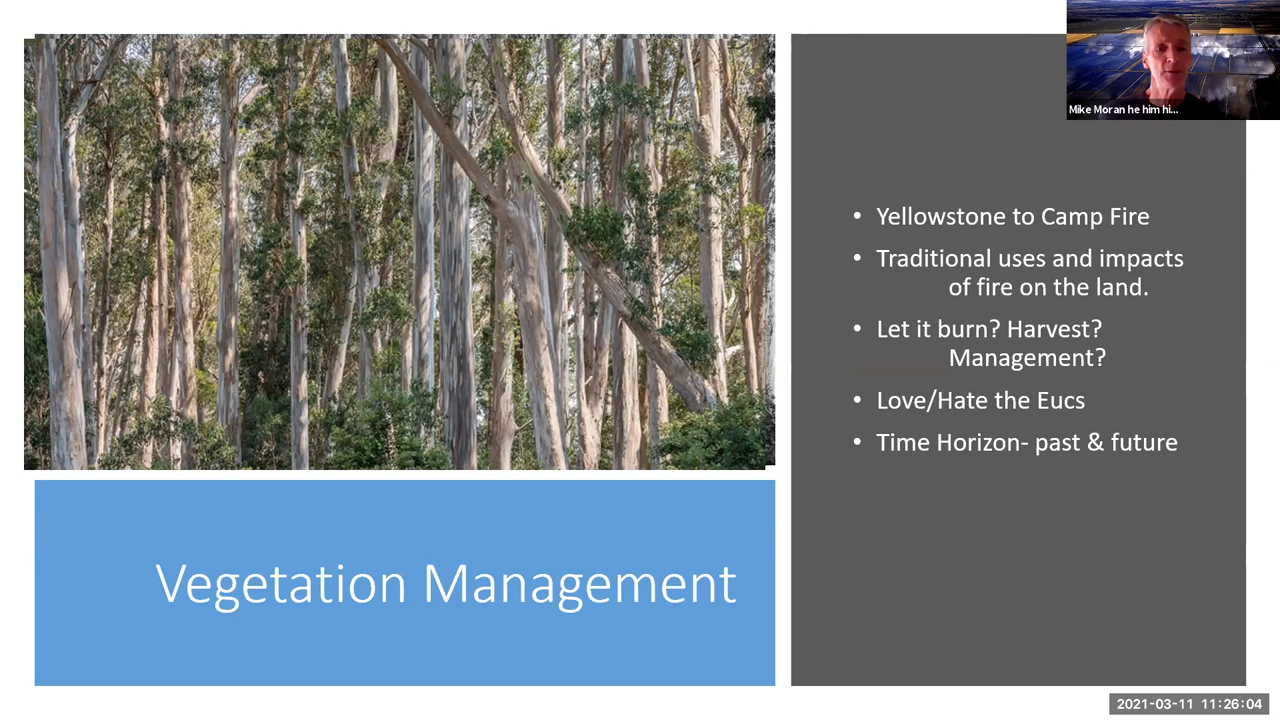 Mike Moran he him hi...
• Yellowstone to Camp Fire
• Traditional uses and impacts
of fire on the land.
• Let it burn? Harvest?
Management?
• Love/Hate the Eucs
• Time Horizon- past & future
Vegetation Management
2021-03-11 11:26:04